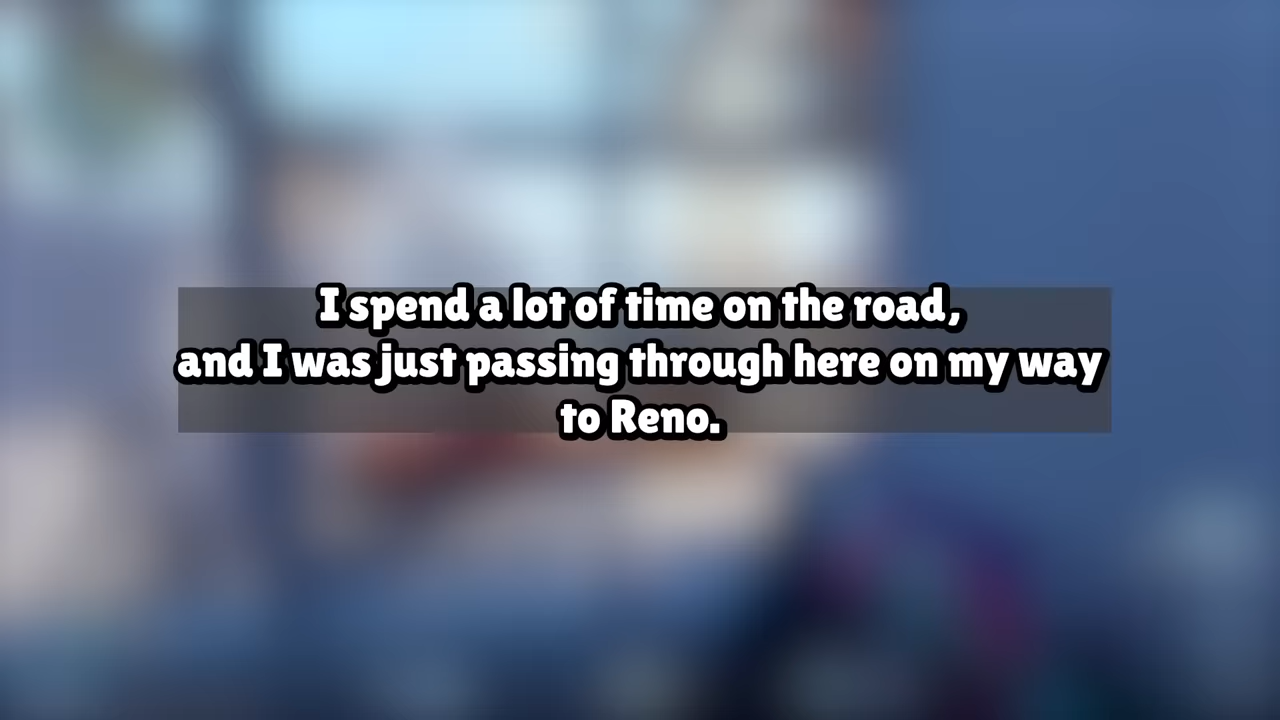 I spend a lot of time on the road,
and I was just passing through here on my way
to Reno.